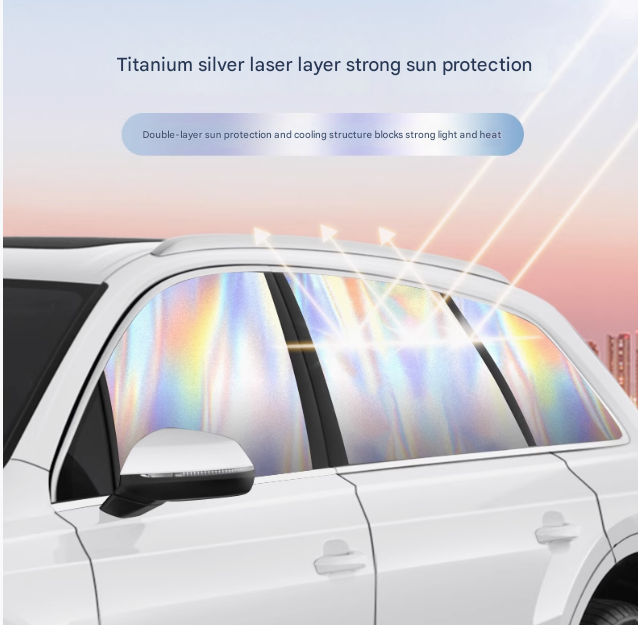 Titanium silver laser layer strong sun protection
Double-layer sun protection and cooling structure blocks strong light and heat